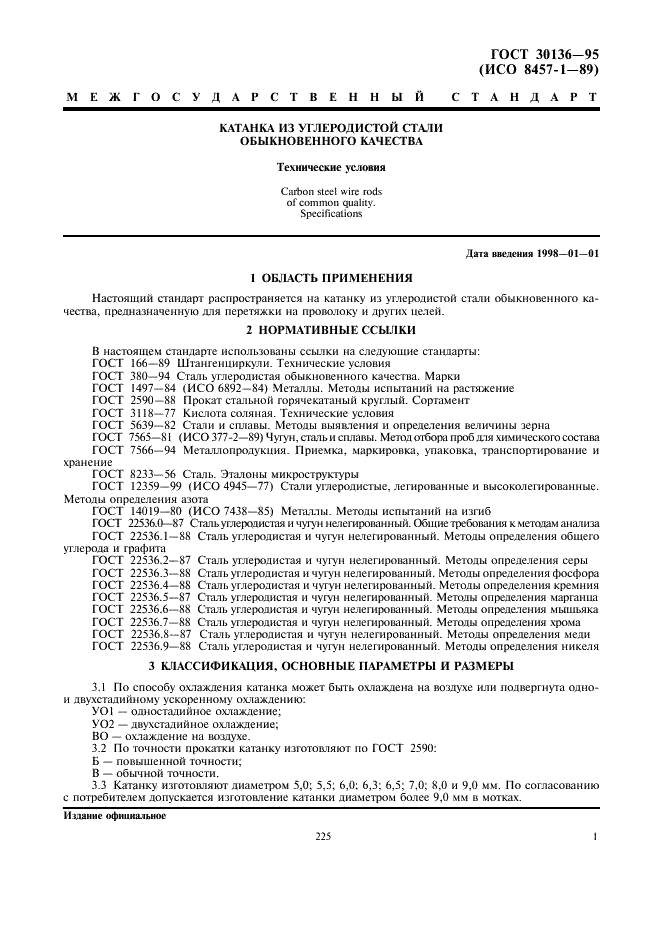 ГОСТ 30136—95
(ИСО 8457-1—89)
МЕЖГОСУДАРСТВЕННЫЙ СТАНДАРТ
КАТАНКА ИЗ УГЛЕРОДИСТОЙ СТАЛИ
ОБЫКНОВЕННОГО КАЧЕСТВА
Технические условия
Carbon steel wire rods
of common quality.
Specifications
Дата введения 1998—01—01
1 ОБЛАСТЬ ПРИМЕНЕНИЯ
Настоящий стандарт распространяется на катанку из углеродистой стали обыкновенного ка-
чества, предназначенную для перетяжки на проволоку и других целей.
2 НОРМАТИВНЫЕ ССЫЛКИ
В настоящем стандарте использованы ссылки на следующие стандарты:
ГОСТ 166—89 Штангенциркули. Технические условия
ГОСТ 380—94 Сталь углеродистая обыкновенного качества. Марки
ГОСТ 1497—84 (ИСО 6892—84) Металлы. Методы испытаний на растяжение
ГОСТ 2590—88 Прокат стальной горячекатаный круглый. Сортамент
ГОСТ 3118—77 Кислота соляная. Технические условия
ГОСТ 5639—82 Стали и сплавы. Методы выявления и определения величины зерна
ГОСТ 7565—81 (ИСО 377-2—89) Чугун, сталь и сплавы. Метод отбора проб для химического состава
ГОСТ 7566—94 Металлопродукция. Приемка, маркировка, упаковка, транспортирование и
хранение
ГОСТ 8233—56 Сталь. Эталоны микроструктуры
ГОСТ 12359—99 (ИСО 4945—77) Стали углеродистые, легированные и высоколегированные.
Методы определения азота
ГОСТ 14019—80 (ИСО 7438—85) Металлы. Методы испытаний на изгиб
ГОСТ 22536.0—87 Сталь углеродистая и чугун нелегированный. Общие требования к методам анализа
ГОСТ 22536.1—88 Сталь углеродистая и чугун нелегированный. Методы определения общего
углерода и графита
ГОСТ 22536.2—87 Сталь углеродистая и чугун нелегированный. Методы определения серы
ГОСТ 22536.3—88 Сталь углеродистая и чугун нелегированный. Методы определения фосфора
ГОСТ 22536.4—88 Сталь углеродистая и чугун нелегированный. Методы определения кремния
ГОСТ 22536.5—87 Сталь углеродистая и чугун нелегированный. Методы определения марганца
ГОСТ 22536.6—88 Сталь углеродистая и чугун нелегированный. Методы определения мышьяка
ГОСТ 22536.7—88 Сталь углеродистая и чугун нелегированный. Методы определения хрома
ГОСТ 22536.8—87 Сталь углеродистая и чугун нелегированный. Методы определения меди
ГОСТ 22536.9—88 Сталь углеродистая и чугун нелегированный. Методы определения никеля
3 КЛАССИФИКАЦИЯ, ОСНОВНЫЕ ПАРАМЕТРЫ И РАЗМЕРЫ
3.1 По способу охлаждения катанка может быть охлаждена на воздухе или подвергнута одно-
и двухстадийному ускоренному охлаждению:
УО1 — одностадийное охлаждение;
УО2 — двухстадийное охлаждение;
ВО — охлаждение на воздухе.
3.2 По точности прокатки катанку изготовляют по ГОСТ 2590:
Б — повышенной точности;
В — обычной точности.
3.3 Катанку изготовляют диаметром 5,0; 5,5; 6,0; 6,3; 6,5; 7,0; 8,0 и 9,0 мм. По согласованию
с потребителем допускается изготовление катанки диаметром более 9,0 мм в мотках.
Издание официальное
225 1